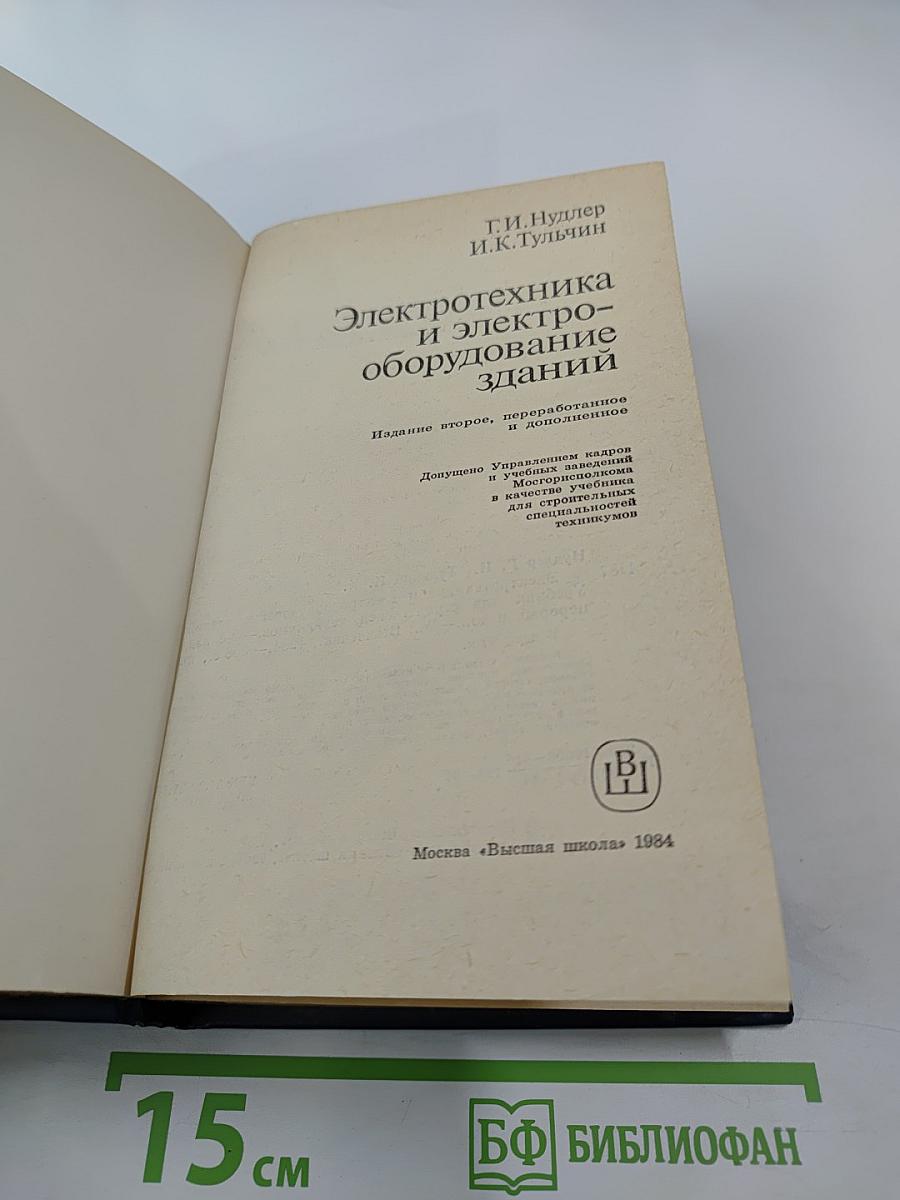 Г. И. Нудлер
И. К. Тульчин
Электротехника
и электро-
оборудование
зданий
Издание второе, переработанное
и дополненное
Допущено Управлением кадров
и учебных заведений
Мосгорисполкома
в качестве учебника
для строительных
специальностей
техникумов
ВШ
Москва «Высшая школа» 1984
15 см
БФ БИБЛИОФАН